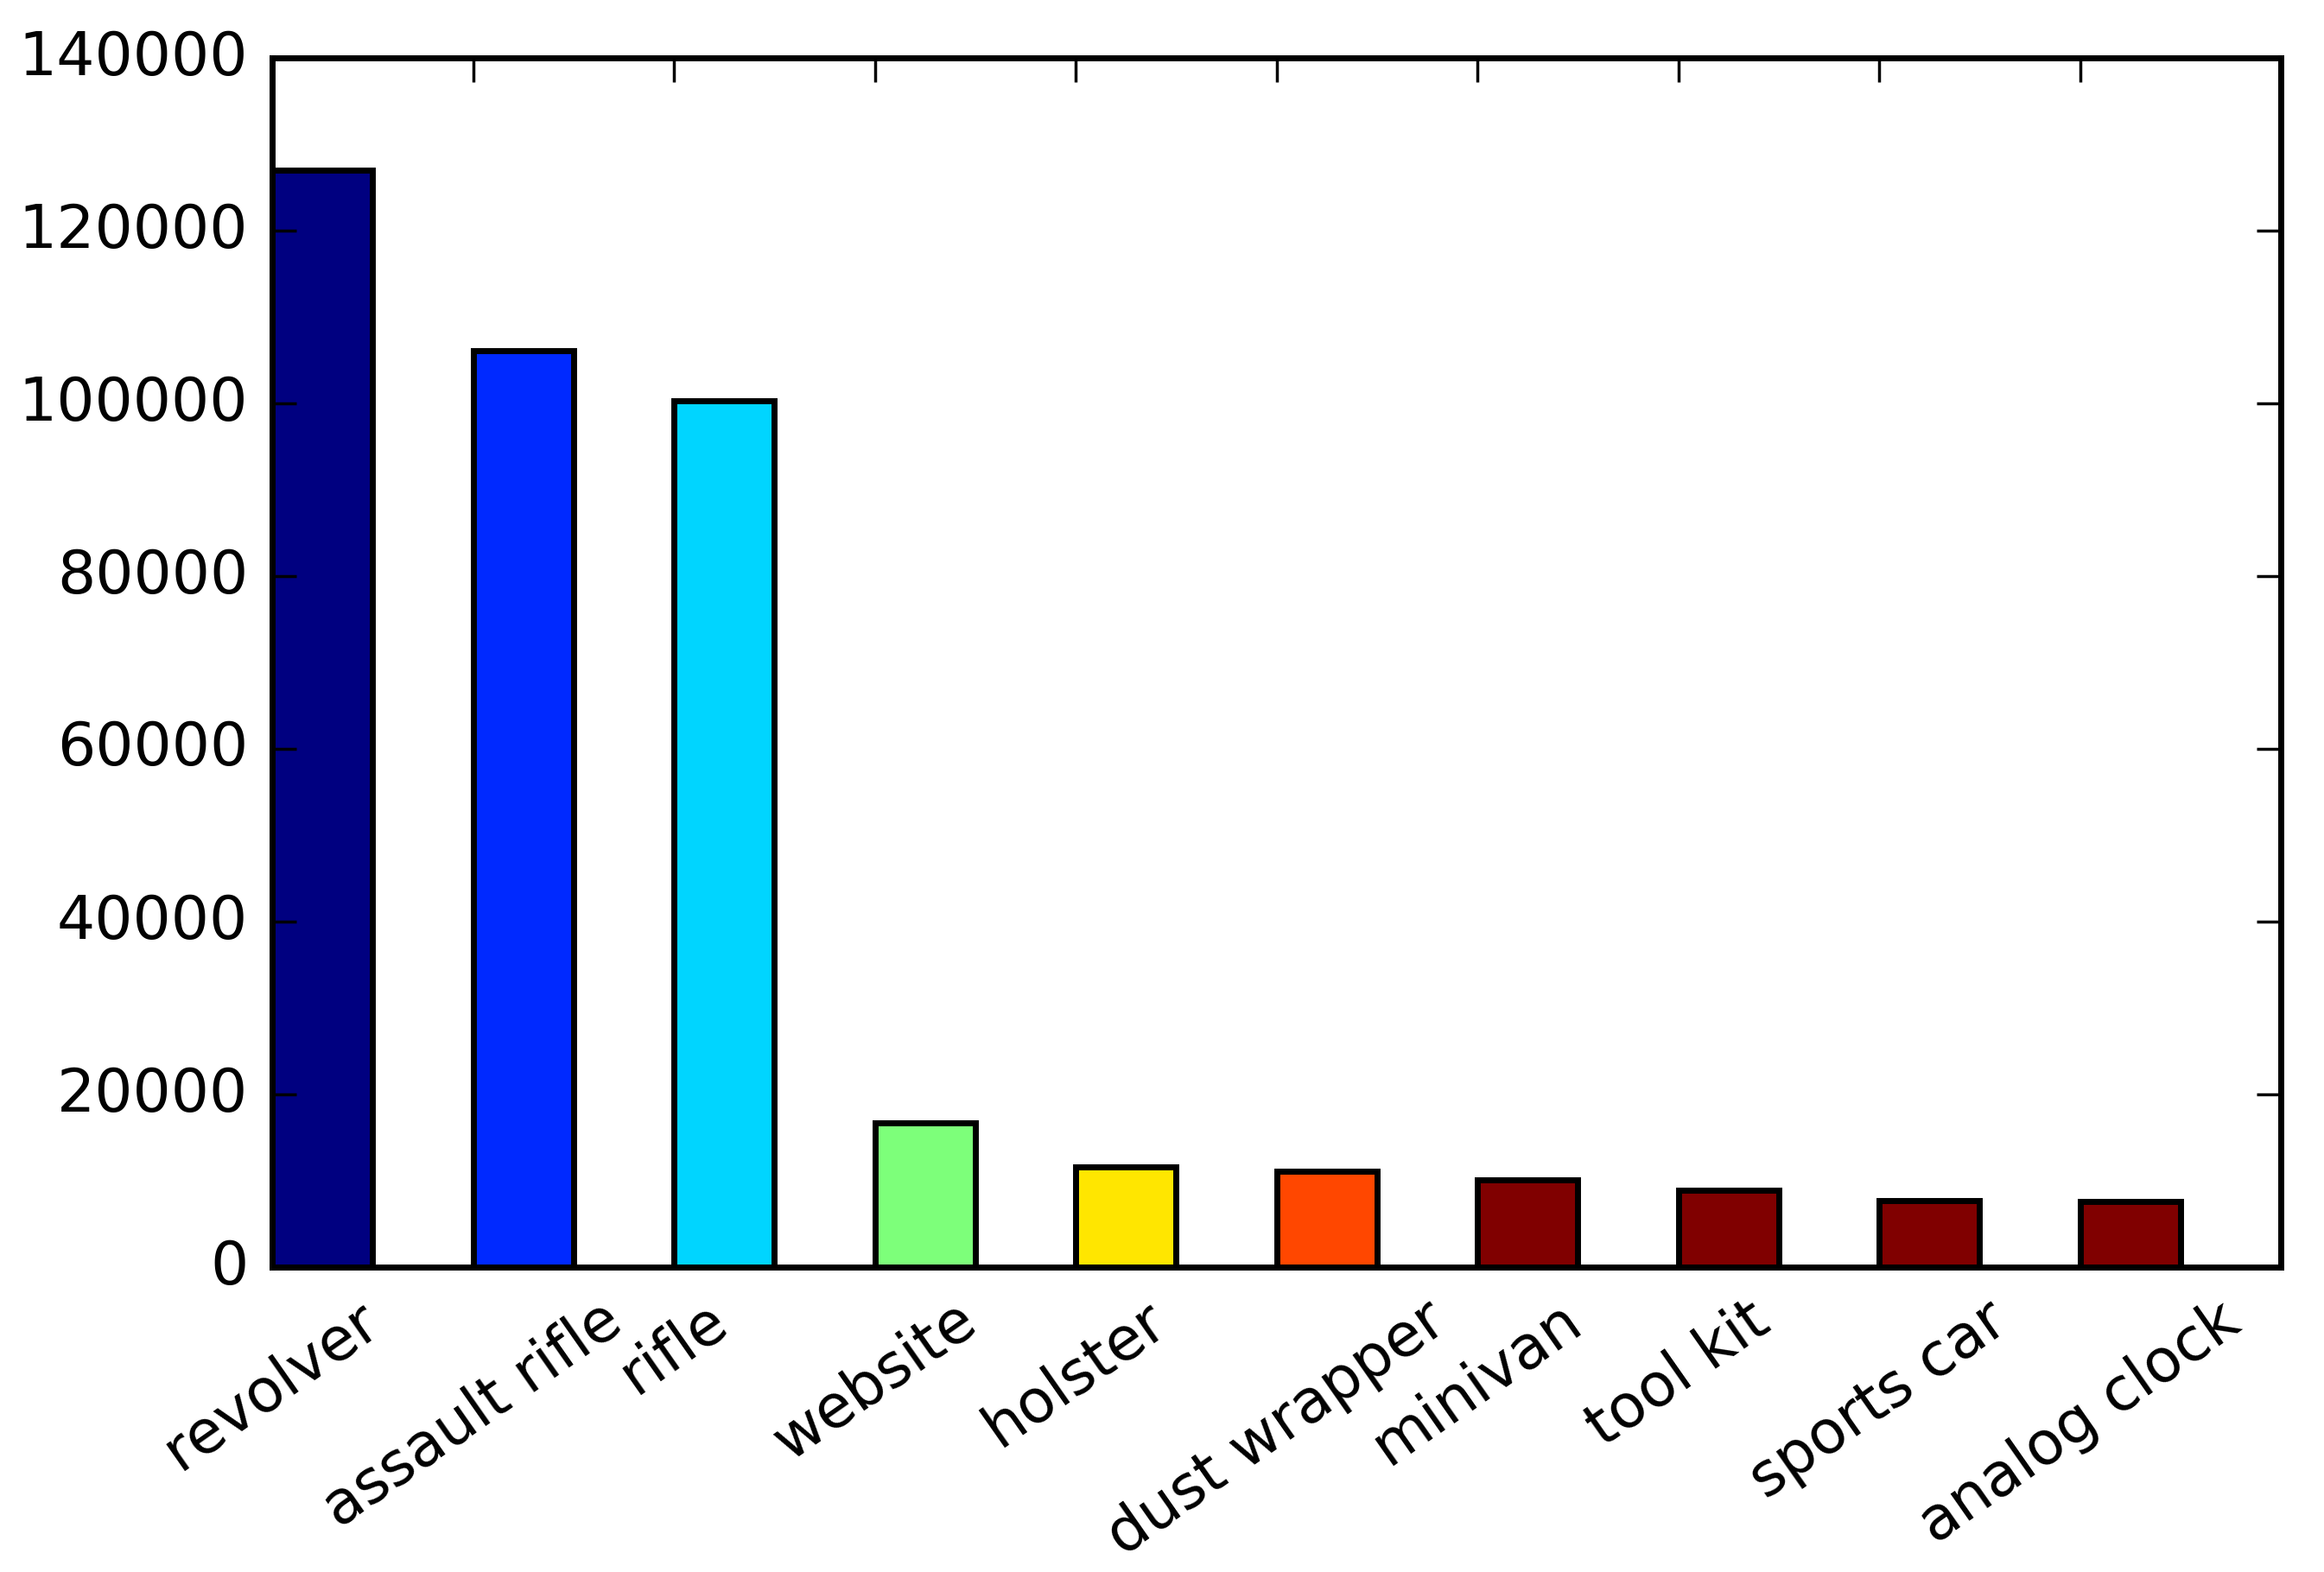 140000
120000
100000
80000
60000
40000
20000
0
revolver
assault rifle
rifle
website
holster
dust wrapper
minivan
tool kit
sports car
analog clock